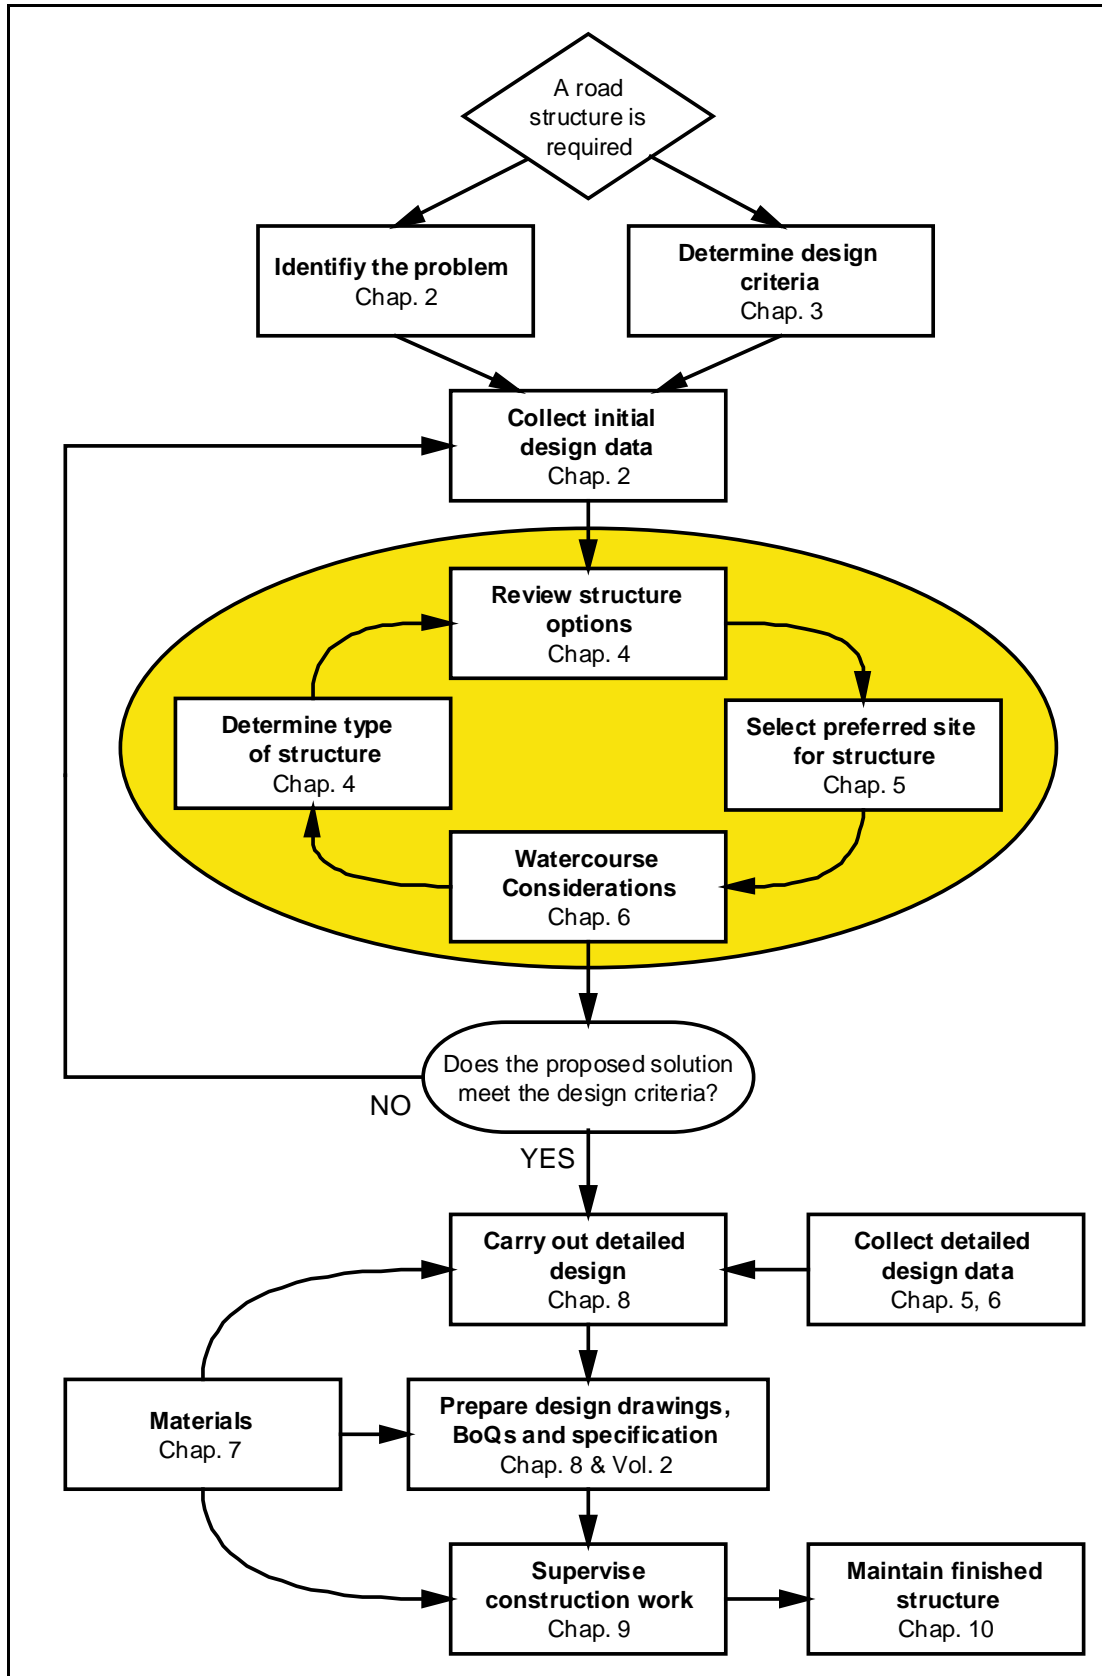 A road
structure is
required
Identifiy the problem
Chap. 2
Determine design
criteria
Chap. 3
Collect initial
design data
Chap. 2
Review structure
options
Chap. 4
Determine type
of structure
Chap. 4
Select preferred site
for structure
Chap. 5
Watercourse
Considerations
Chap. 6
Does the proposed solution
meet the design criteria?
NO
YES
Carry out detailed
design
Chap. 8
Collect detailed
design data
Chap. 5, 6
Materials
Chap. 7
Prepare design drawings,
BoQs and specification
Chap. 8 & Vol. 2
Supervise
construction work
Chap. 9
Maintain finished
structure
Chap. 10